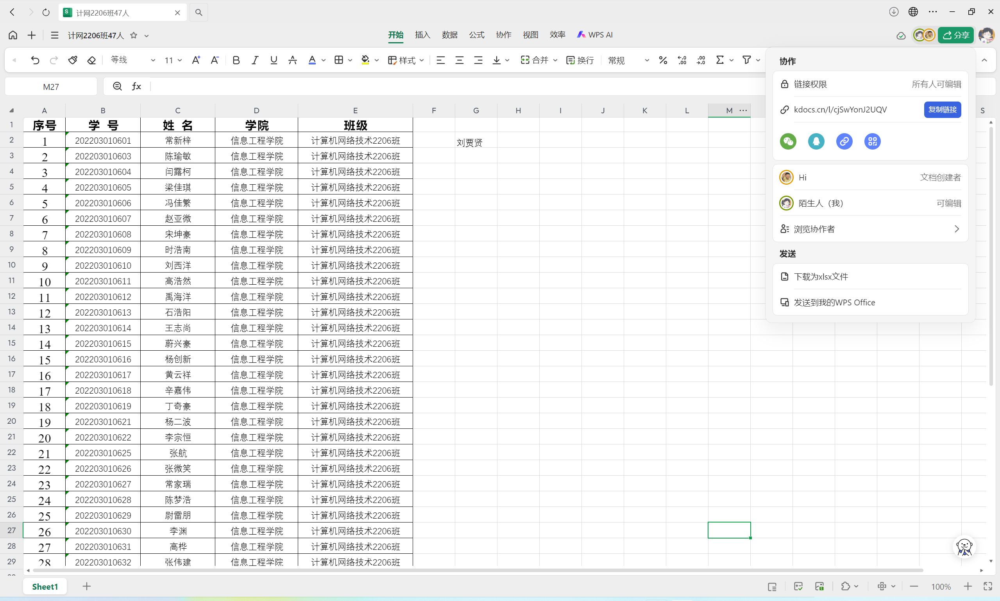 计网2206班47人
计网2206班47人
开始 插入 数据 公式 协作 视图 效率 WPS AI
分享
等线 11 样式 合并 换行 常规
M27
A B C D E F G H I J K L M S
1 序号 学 号 姓 名 学院 班级
2 1 202203010601 常新梓 信息工程学院 计算机网络技术2206班 刘贾贤
3 2 202203010603 陈瑜敏 信息工程学院 计算机网络技术2206班
4 3 202203010604 闫露柯 信息工程学院 计算机网络技术2206班
5 4 202203010605 梁佳琪 信息工程学院 计算机网络技术2206班
6 5 202203010606 冯佳繁 信息工程学院 计算机网络技术2206班
7 6 202203010607 赵亚微 信息工程学院 计算机网络技术2206班
8 7 202203010608 宋坤豪 信息工程学院 计算机网络技术2206班
9 8 202203010609 时浩南 信息工程学院 计算机网络技术2206班
10 9 202203010610 刘西洋 信息工程学院 计算机网络技术2206班
11 10 202203010611 高浩然 信息工程学院 计算机网络技术2206班
12 11 202203010612 禹海洋 信息工程学院 计算机网络技术2206班
13 12 202203010613 石浩阳 信息工程学院 计算机网络技术2206班
14 13 202203010614 王志尚 信息工程学院 计算机网络技术2206班
15 14 202203010615 蔚兴豪 信息工程学院 计算机网络技术2206班
16 15 202203010616 杨创新 信息工程学院 计算机网络技术2206班
17 16 202203010617 黄云祥 信息工程学院 计算机网络技术2206班
18 17 202203010618 辛嘉伟 信息工程学院 计算机网络技术2206班
19 18 202203010619 丁奇豪 信息工程学院 计算机网络技术2206班
20 19 202203010621 杨二波 信息工程学院 计算机网络技术2206班
21 20 202203010622 李宗恒 信息工程学院 计算机网络技术2206班
22 21 202203010625 张航 信息工程学院 计算机网络技术2206班
23 22 202203010626 张微笑 信息工程学院 计算机网络技术2206班
24 23 202203010627 常家瑞 信息工程学院 计算机网络技术2206班
25 24 202203010628 陈梦浩 信息工程学院 计算机网络技术2206班
26 25 202203010629 尉雷朋 信息工程学院 计算机网络技术2206班
27 26 202203010630 李渊 信息工程学院 计算机网络技术2206班
28 27 202203010631 高桦 信息工程学院 计算机网络技术2206班
29 28 202203010632 张伟建 信息工程学院 计算机网络技术2206班
协作
链接权限 所有人可编辑
kdocs.cn/l/cjSwYonJ2UQV 复制链接
Hi 文档创建者
陌生人（我） 可编辑
浏览协作者
发送
下载为xlsx文件
发送到我的WPS Office
Sheet1
100%